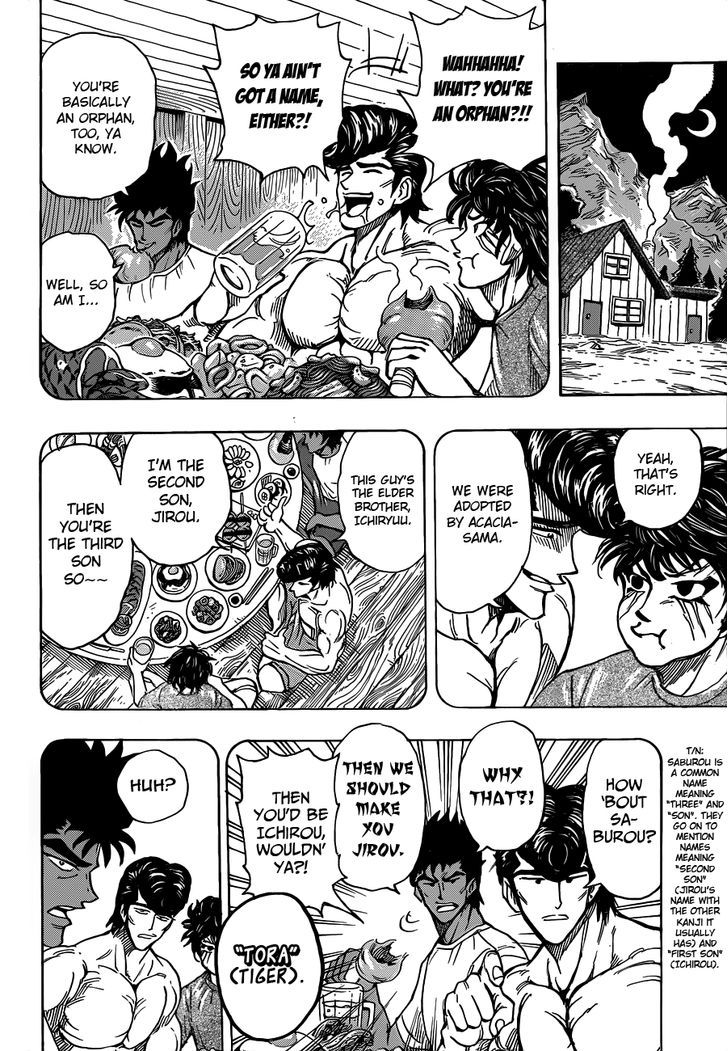 WAHHAHHA!
WHAT? YOU'RE
AN ORPHAN?!!
SO YA AIN'T
GOT A NAME,
EITHER?!
YOU'RE
BASICALLY
AN ORPHAN,
TOO, YA
KNOW.
WELL, SO
AM I...
YEAH,
THAT'S
RIGHT.
WE WERE
ADOPTED
BY ACACIA-
SAMA.
THIS GUY'S
THE ELDER
BROTHER,
ICHIRYUU.
I'M THE
SECOND
SON,
JIROU.
THEN
YOU'RE
THE THIRD
SON
SO~~
T/N:
SABUROU IS
A COMMON
NAME
MEANING
"THREE" AND
"SON". THEY
GO ON TO
MENTION
NAMES
MEANING
"SECOND
SON"
(JIROU'S
NAME WITH
THE OTHER
KANJI IT
USUALLY
HAS) AND
"FIRST SON"
(ICHIROU).
HOW
'BOUT
SA-
BUROU?
WHY
THAT?!
THEN WE
SHOULD
MAKE
YOU
JIROU.
THEN
YOU'D BE
ICHIROU,
WOULDN'
YA?!
"TORA"
(TIGER).
HUH?